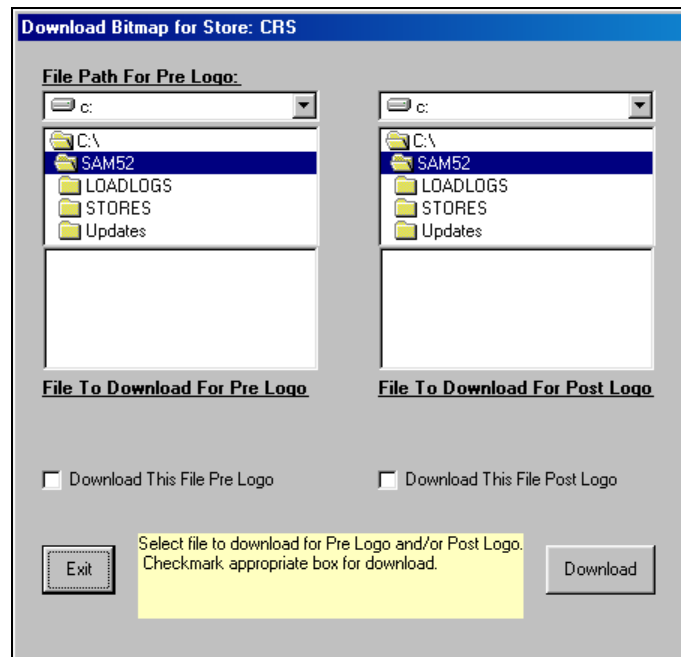 Download Bitmap for Store: CRS
File Path For Pre Logo:
c:
C:\
SAM52
LOADLOGS
STORES
Updates
File To Download For Pre Logo
Download This File Pre Logo
c:
C:\
SAM52
LOADLOGS
STORES
Updates
File To Download For Post Logo
Download This File Post Logo
Exit
Select file to download for Pre Logo and/or Post Logo.
Checkmark appropriate box for download.
Download